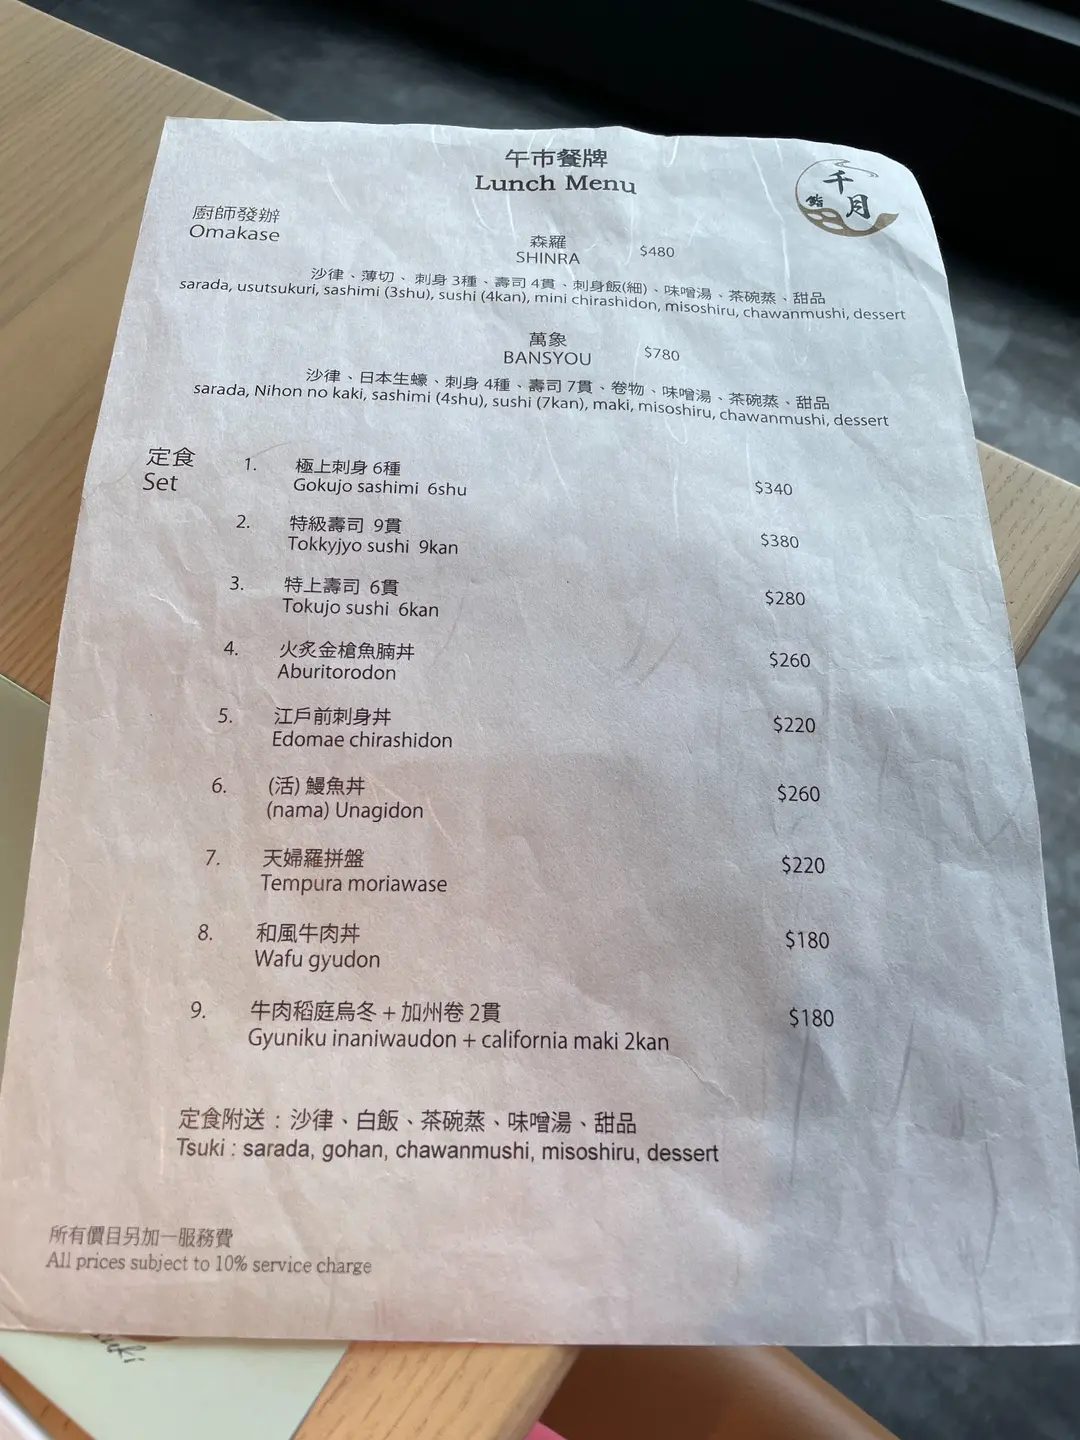 午市餐牌
Lunch Menu
千
鮨 月
廚師發辦
Omakase
森羅
SHINRA
$480
沙律、薄切、刺身 3種、壽司 4貫、刺身飯(細)、味噌湯、茶碗蒸、甜品
sarada, usutsukuri, sashimi (3shu), sushi (4kan), mini chirashidon, misoshiru, chawanmushi, dessert
萬象
BANSYOU
$780
沙律、日本生蠔、刺身 4種、壽司 7貫、卷物、味噌湯、茶碗蒸、甜品
sarada, Nihon no kaki, sashimi (4shu), sushi (7kan), maki, misoshiru, chawanmushi, dessert
定食
Set
1. 極上刺身 6種
Gokujo sashimi 6shu
$340
2. 特級壽司 9貫
Tokkyjyo sushi 9kan
$380
3. 特上壽司 6貫
Tokujo sushi 6kan
$280
4. 火炙金槍魚腩丼
Aburitorodon
$260
5. 江戶前刺身丼
Edomae chirashidon
$220
6. (活) 鰻魚丼
(nama) Unagidon
$260
7. 天婦羅拼盤
Tempura moriawase
$220
8. 和風牛肉丼
Wafu gyudon
$180
9. 牛肉稻庭烏冬 + 加州卷 2貫
Gyuniku inaniwaudon + california maki 2kan
$180
定食附送 : 沙律、白飯、茶碗蒸、味噌湯、甜品
Tsuki : sarada, gohan, chawanmushi, misoshiru, dessert
所有價目另加一服務費
All prices subject to 10% service charge